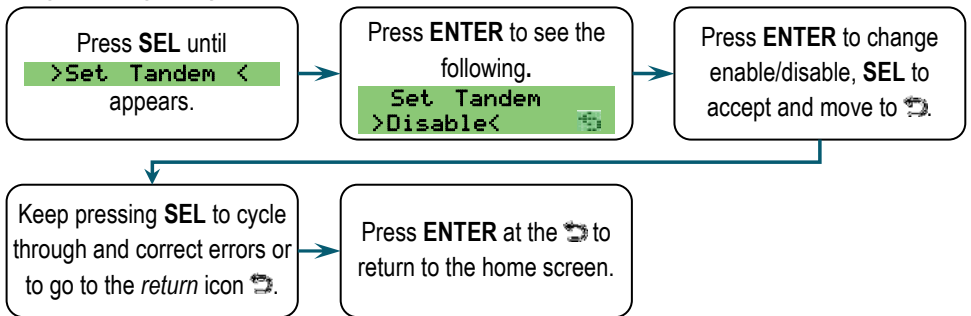 Press SEL until
>Set Tandem <
appears.
Press ENTER to see the
following.
Set Tandem
>Disable<
Press ENTER to change
enable/disable, SEL to
accept and move to ⮌.
Keep pressing SEL to cycle
through and correct errors or
to go to the return icon ⮌.
Press ENTER at the ⮌ to
return to the home screen.